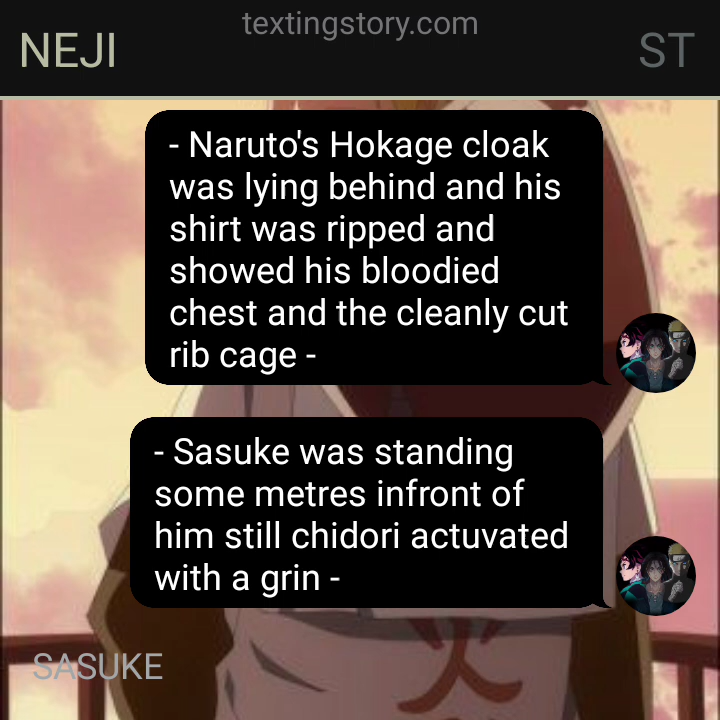 textingstory.com
NEJI
ST
- Naruto's Hokage cloak
was lying behind and his
shirt was ripped and
showed his bloodied
chest and the cleanly cut
rib cage -
- Sasuke was standing
some metres infront of
him still chidori actuvated
with a grin -
SASUKE
火